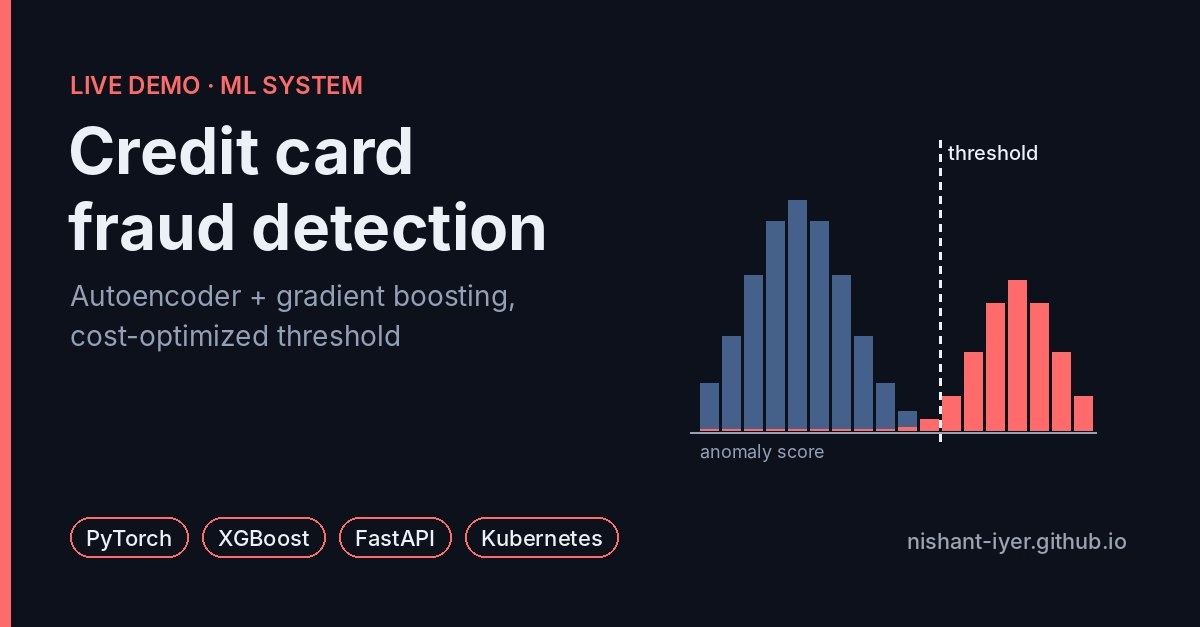 LIVE DEMO · ML SYSTEM
Credit card
fraud detection
Autoencoder + gradient boosting,
cost-optimized threshold
threshold
anomaly score
PyTorch
XGBoost
FastAPI
Kubernetes
nishant-iyer.github.io